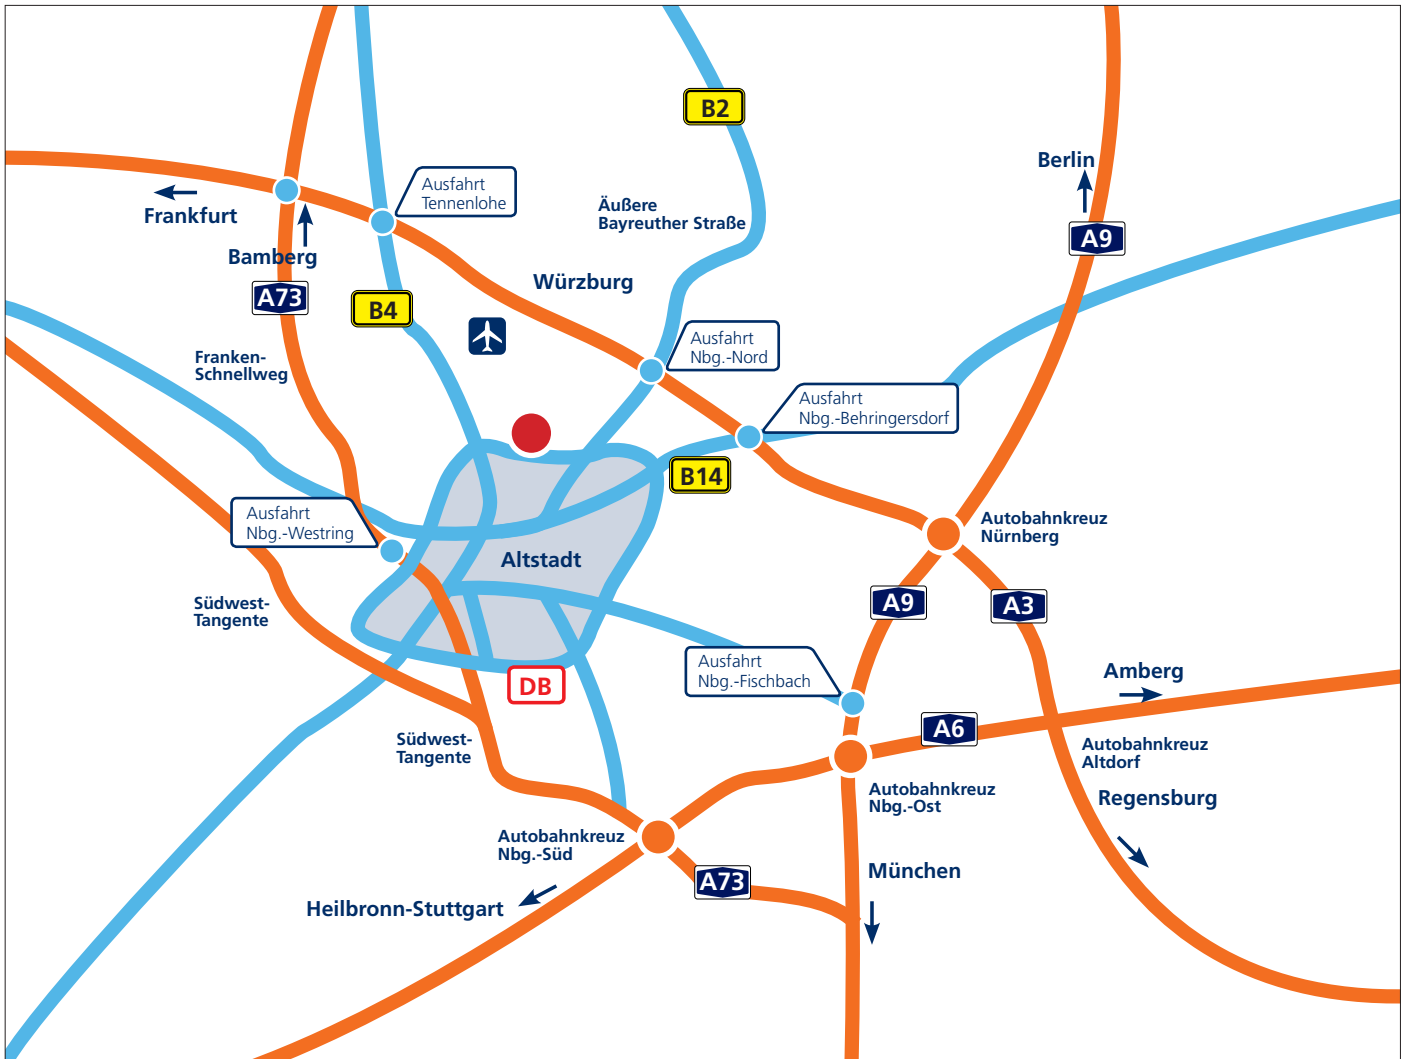 B2
Berlin
Ausfahrt
Tennenlohe
Frankfurt
Äußere
Bayreuther Straße
A9
Bamberg
A73
B4
Würzburg
Ausfahrt
Nbg.-Nord
Franken-
Schnellweg
Ausfahrt
Nbg.-Behringersdorf
B14
Ausfahrt
Nbg.-Westring
Autobahnkreuz
Nürnberg
Altstadt
Südwest-
Tangente
A9
A3
Ausfahrt
Nbg.-Fischbach
Amberg
DB
A6
Südwest-
Tangente
Autobahnkreuz
Altdorf
Autobahnkreuz
Nbg.-Ost
Regensburg
Autobahnkreuz
Nbg.-Süd
A73
München
Heilbronn-Stuttgart